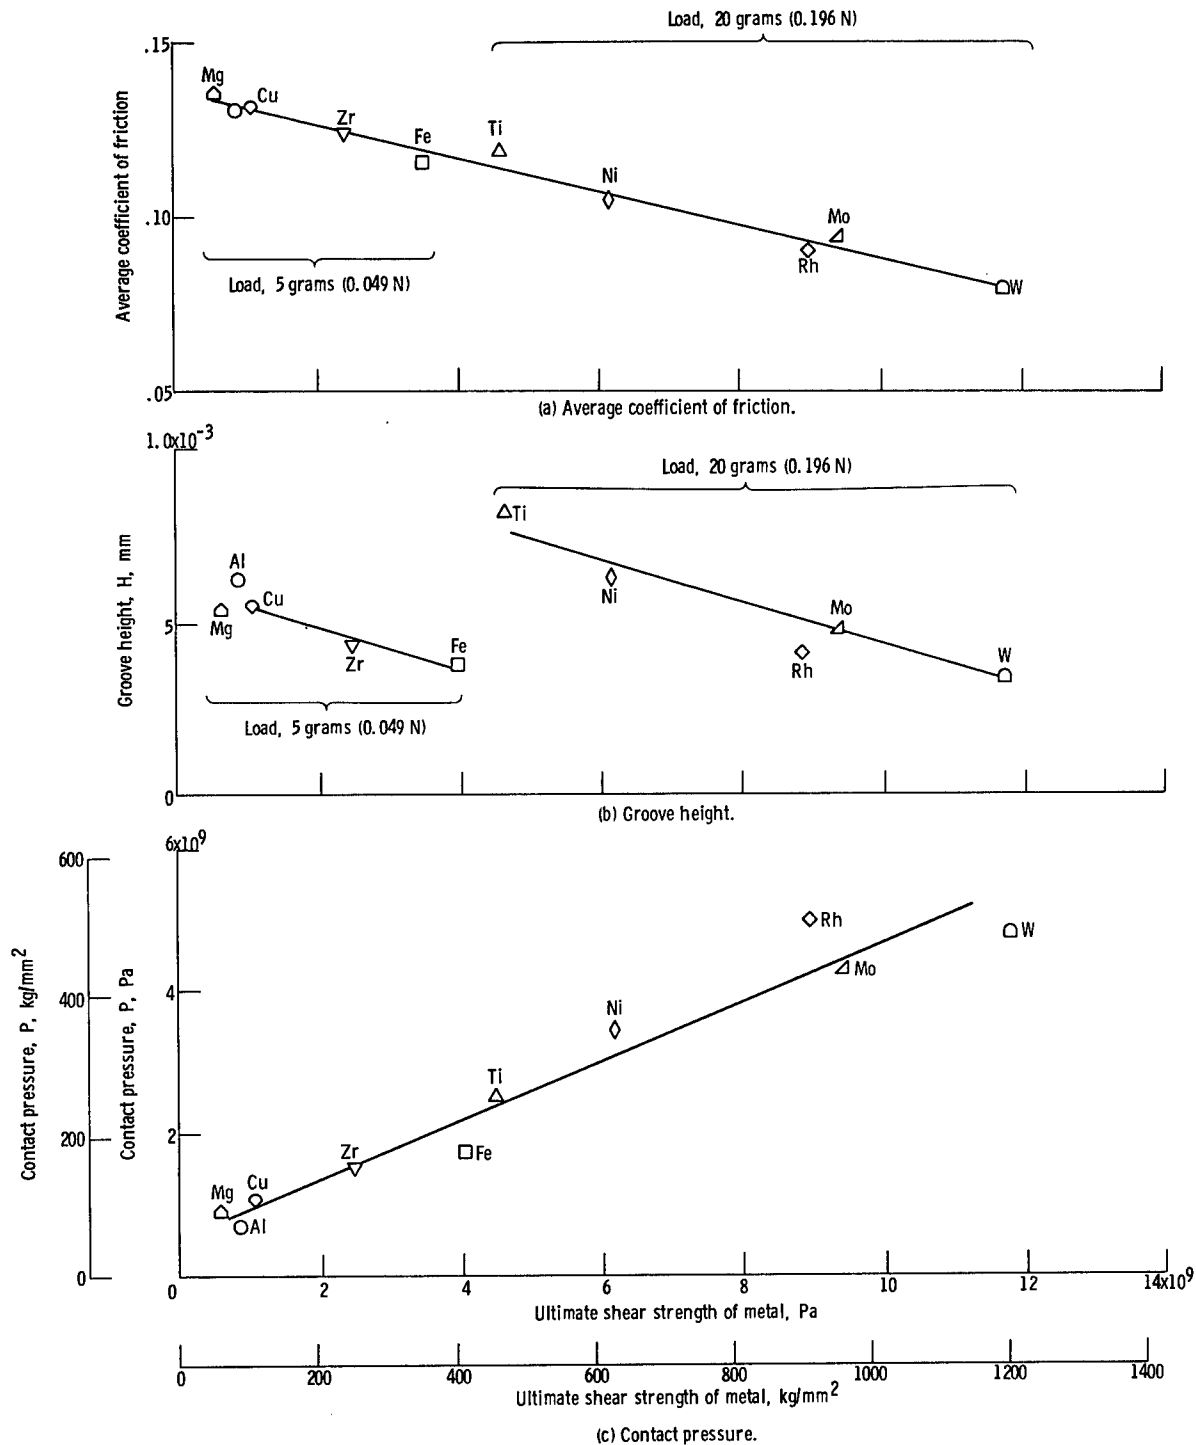 Load, 20 grams (0.196 N)
.15
Mg
Cu
Zr
Fe
Ti
Ni
Mo
Rh
W
.10
.05
Average coefficient of friction
Load, 5 grams (0.049 N)
(a) Average coefficient of friction.
1.0x10-3
Load, 20 grams (0.196 N)
Ti
Al
Cu
Mg
Ni
Mo
Fe
Zr
Rh
W
5
0
Groove height, H, mm
Load, 5 grams (0.049 N)
(b) Groove height.
600
400
200
0
Contact pressure, P, kg/mm2
6x109
4
2
Contact pressure, P, Pa
Rh
W
Mo
Ni
Ti
Zr
Fe
Mg
Cu
Al
0 2 4 6 8 10 12 14x109
Ultimate shear strength of metal, Pa
0 200 400 600 800 1000 1200 1400
Ultimate shear strength of metal, kg/mm2
(c) Contact pressure.